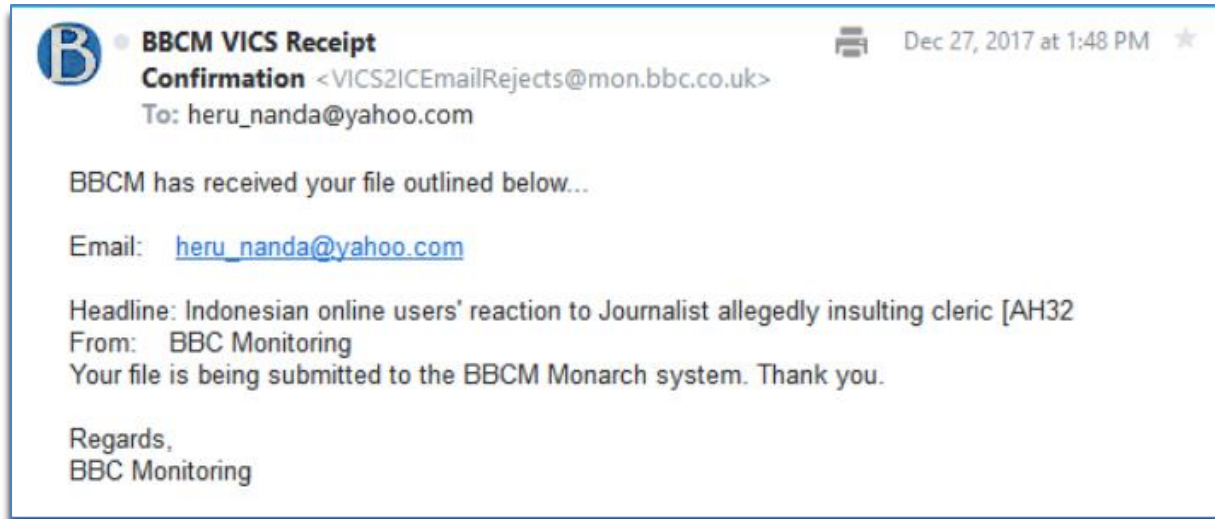 B
BBCM VICS Receipt
Dec 27, 2017 at 1:48 PM
Confirmation <VICS2ICEmailRejects@mon.bbc.co.uk>
To: heru_nanda@yahoo.com
BBCM has received your file outlined below...
Email: heru_nanda@yahoo.com
Headline: Indonesian online users' reaction to Journalist allegedly insulting cleric [AH32
From: BBC Monitoring
Your file is being submitted to the BBCM Monarch system. Thank you.
Regards,
BBC Monitoring